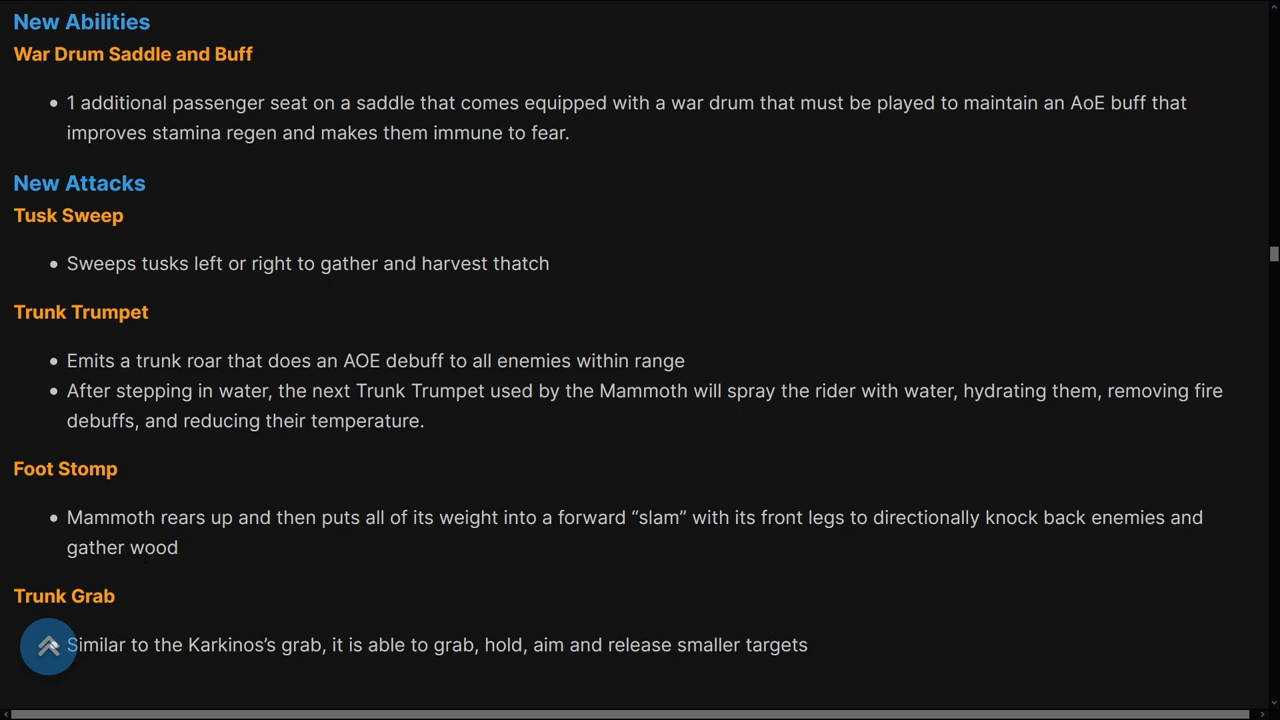 New Abilities
War Drum Saddle and Buff
1 additional passenger seat on a saddle that comes equipped with a war drum that must be played to maintain an AoE buff that
improves stamina regen and makes them immune to fear.
New Attacks
Tusk Sweep
Sweeps tusks left or right to gather and harvest thatch
Trunk Trumpet
Emits a trunk roar that does an AOE debuff to all enemies within range
After stepping in water, the next Trunk Trumpet used by the Mammoth will spray the rider with water, hydrating them, removing fire
debuffs, and reducing their temperature.
Foot Stomp
Mammoth rears up and then puts all of its weight into a forward “slam” with its front legs to directionally knock back enemies and
gather wood
Trunk Grab
Similar to the Karkinos’s grab, it is able to grab, hold, aim and release smaller targets